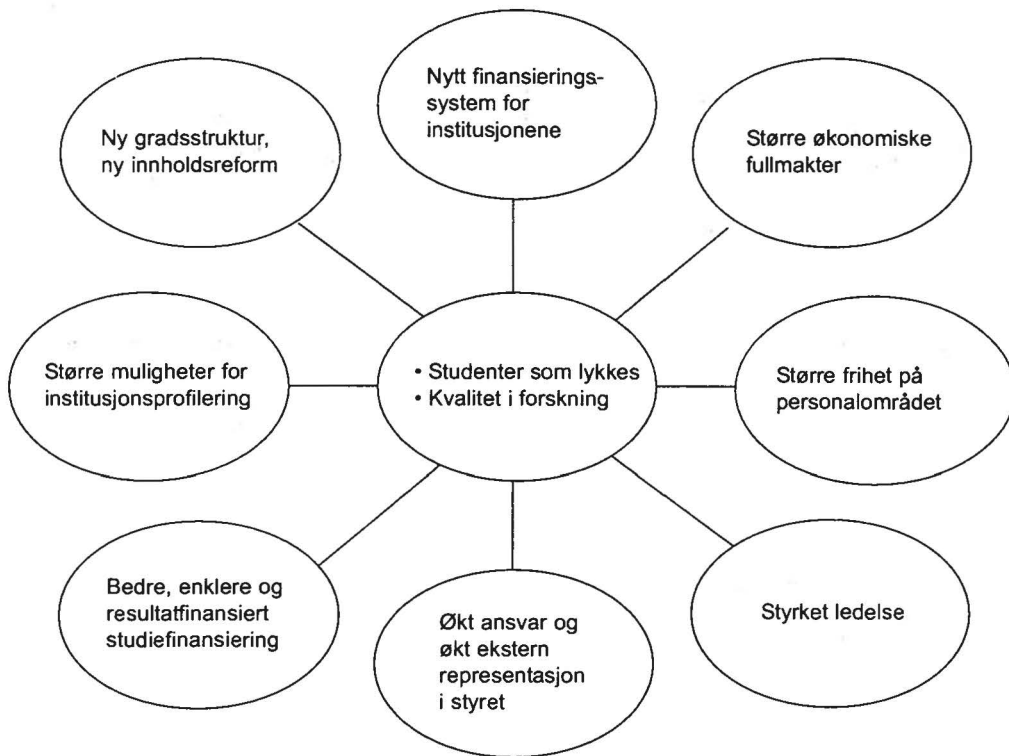 Nytt finansierings-
system for
institusjonene
Ny gradsstruktur,
ny innholdsreform
Større økonomiske
fullmakter
Større muligheter for
institusjonsprofilering
• Studenter som lykkes
• Kvalitet i forskning
Større frihet på
personalområdet
Bedre, enklere og
resultatfinansiert
studiefinansiering
Økt ansvar og
økt ekstern
representasjon
i styret
Styrket ledelse